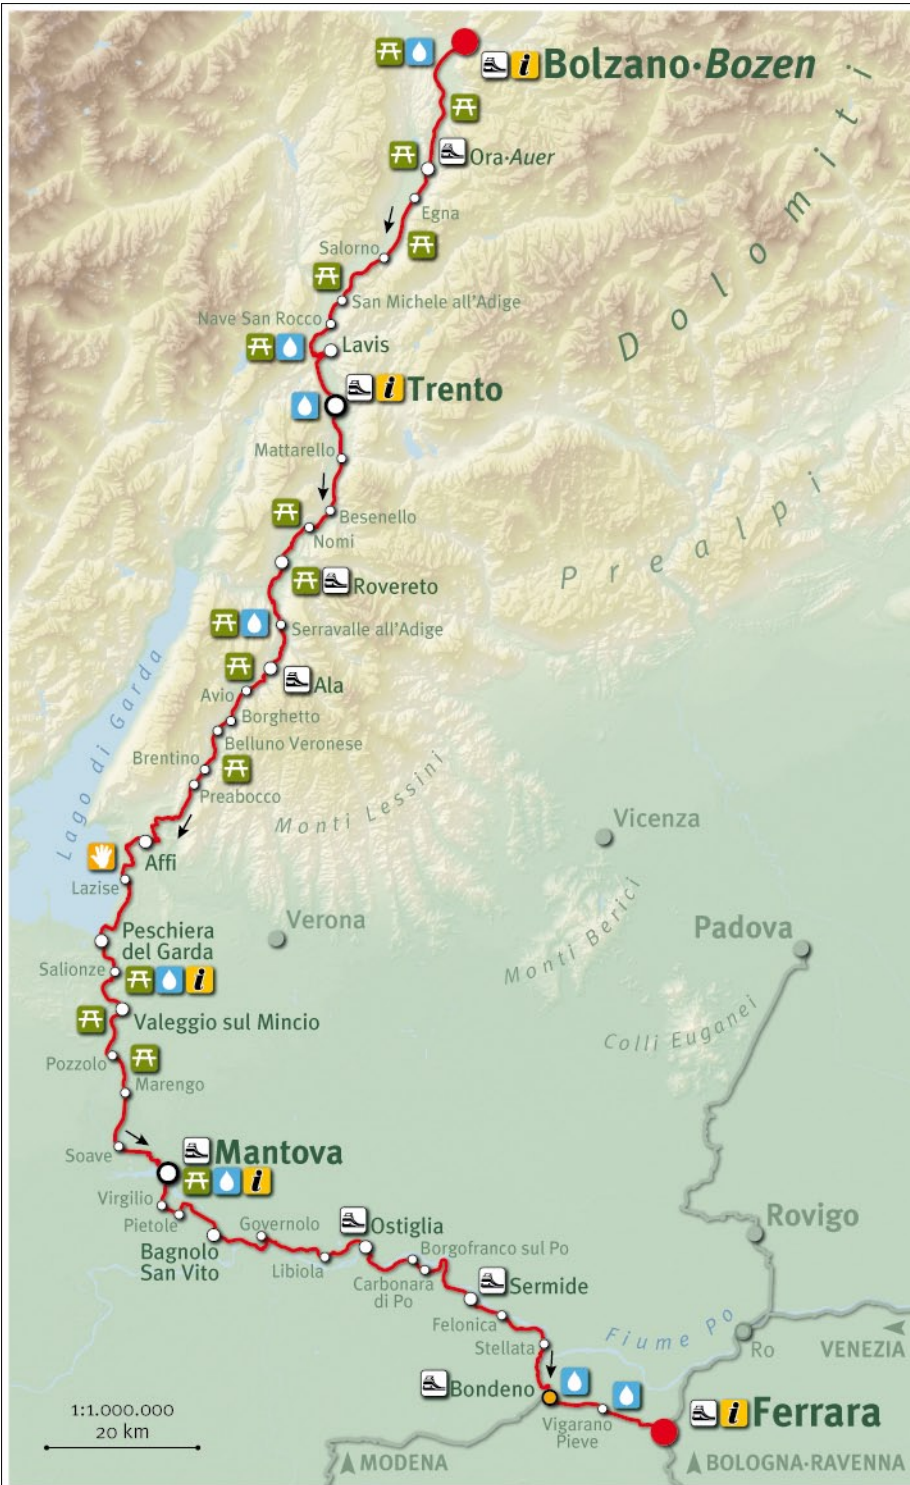 Bolzano·Bozen
Ora·Auer
Egna
Salorno
San Michele all'Adige
Nave San Rocco
Lavis
Dolomiti
Trento
Mattarello
Besenello
Nomi
Prealpi
Rovereto
Serravalle all'Adige
Ala
Avio
Borghetto
Belluno Veronese
Brentino
Preabocco
Lago di Garda
Monti Lessini
Vicenza
Affi
Lazise
Verona
Monti Berici
Padova
Peschiera
del Garda
Salionze
Valeggio sul Mincio
Colli Euganei
Pozzolo
Marengo
Soave
Mantova
Virgilio
Pietole
Bagnolo
San Vito
Governolo
Libiola
Ostiglia
Borgofranco sul Po
Carbonara
di Po
Sermide
Felonica
Stellata
Rovigo
Fiume Po
Ro
VENEZIA
Bondeno
Vigarano
Pieve
Ferrara
1:1.000.000
20 km
MODENA
BOLOGNA·RAVENNA